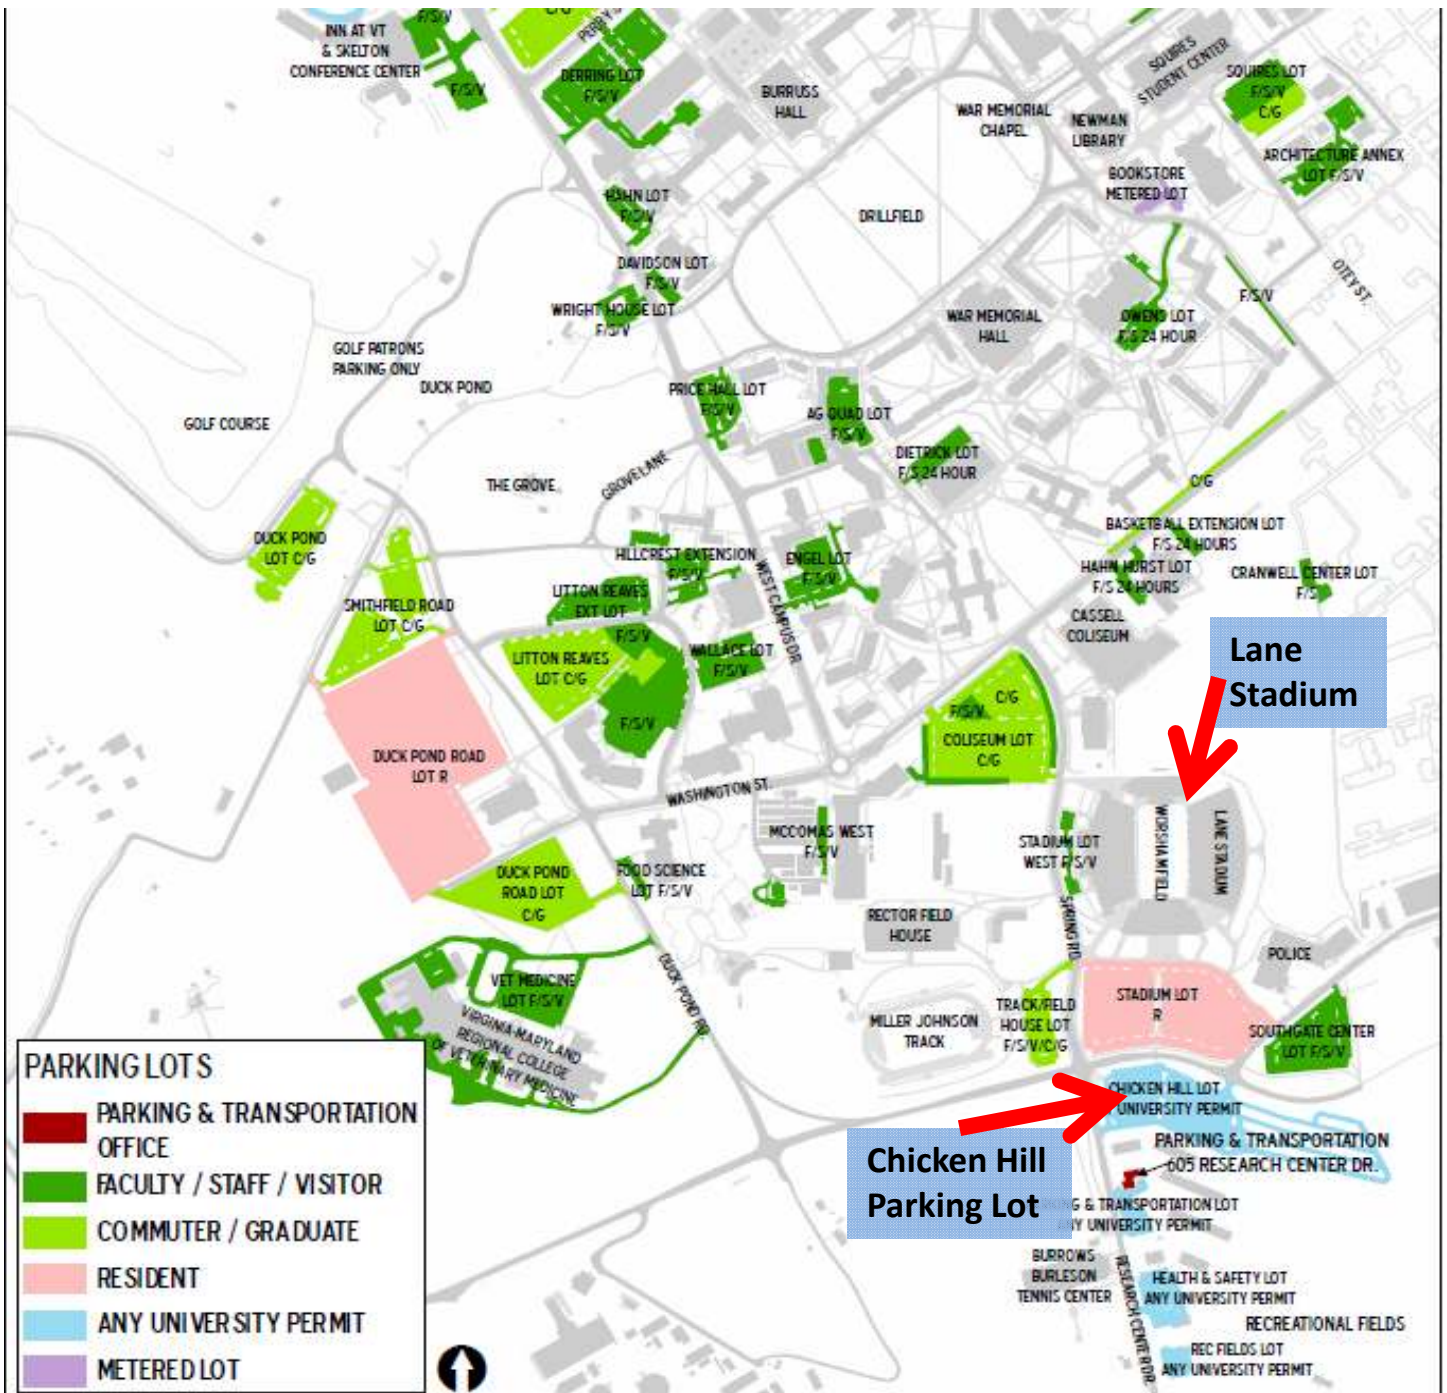 F/S/V
C/G
PERRY
INN AT VT
& SKELTON
CONFERENCE CENTER
F/S/V
DERRING LOT
F/S/V
BURRUSS
HALL
SQUIRES
STUDENT CENTER
SQUIRES LOT
F/S/V
C/G
WAR MEMORIAL
CHAPEL
NEWMAN
LIBRARY
ARCHITECTURE ANNEX
LOT F/S/V
BOOKSTORE
METERED LOT
HAHN LOT
F/S/V
DRILLFIELD
DAVIDSON LOT
F/S/V
OTEY ST.
F/S/V
WRIGHT HOUSE LOT
F/S/V
WAR MEMORIAL
HALL
OWENS LOT
F/S 24 HOUR
GOLF PATRONS
PARKING ONLY
DUCK POND
PRICE HALL LOT
F/S/V
GOLF COURSE
AG QUAD LOT
F/S/V
DIETRICK LOT
F/S 24 HOUR
THE GROVE
GROVE LANE
C/G
BASKETBALL EXTENSION LOT
F/S 24 HOURS
DUCK POND
LOT C/G
HILLCREST EXTENSION
F/S/V
ENGEL LOT
F/S/V
HAHN HURST LOT
F/S 24 HOURS
CRANWELL CENTER LOT
F/S
LITTON REAVES
EXT LOT
WEST CAMPUS DR.
SMITHFIELD ROAD
LOT C/G
CASSELL
COLISEUM
F/S/V
LITTON REAVES
LOT C/G
WALLACE LOT
F/S/V
Lane
Stadium
C/G
F/S/V
F/S/V
COLISEUM LOT
C/G
DUCK POND ROAD
LOT R
WASHINGTON ST.
MCCOMAS WEST
F/S/V
STADIUM LOT
WEST F/S/V
WORSHAM FIELD
LANE STADIUM
DUCK POND
ROAD LOT
C/G
FOOD SCIENCE
LOT F/S/V
RECTOR FIELD
HOUSE
SPRING RD.
POLICE
DUCK POND RD.
VET MEDICINE
LOT F/S/V
VIRGINIA-MARYLAND
REGIONAL COLLEGE
OF VETERINARY MEDICINE
MILLER JOHNSON
TRACK
TRACK/FIELD
HOUSE LOT
F/S/V/C/G
STADIUM LOT
R
SOUTHGATE CENTER
LOT F/S/V
CHICKEN HILL LOT
UNIVERSITY PERMIT
Chicken Hill
Parking Lot
PARKING & TRANSPORTATION
605 RESEARCH CENTER DR.
& TRANSPORTATION LOT
UNIVERSITY PERMIT
BURROWS
BURLESON
TENNIS CENTER
RESEARCH CENTER DR.
HEALTH & SAFETY LOT
ANY UNIVERSITY PERMIT
RECREATIONAL FIELDS
REC FIELDS LOT
ANY UNIVERSITY PERMIT
PARKING LOTS
PARKING & TRANSPORTATION
OFFICE
FACULTY / STAFF / VISITOR
COMMUTER / GRADUATE
RESIDENT
ANY UNIVERSITY PERMIT
METERED LOT